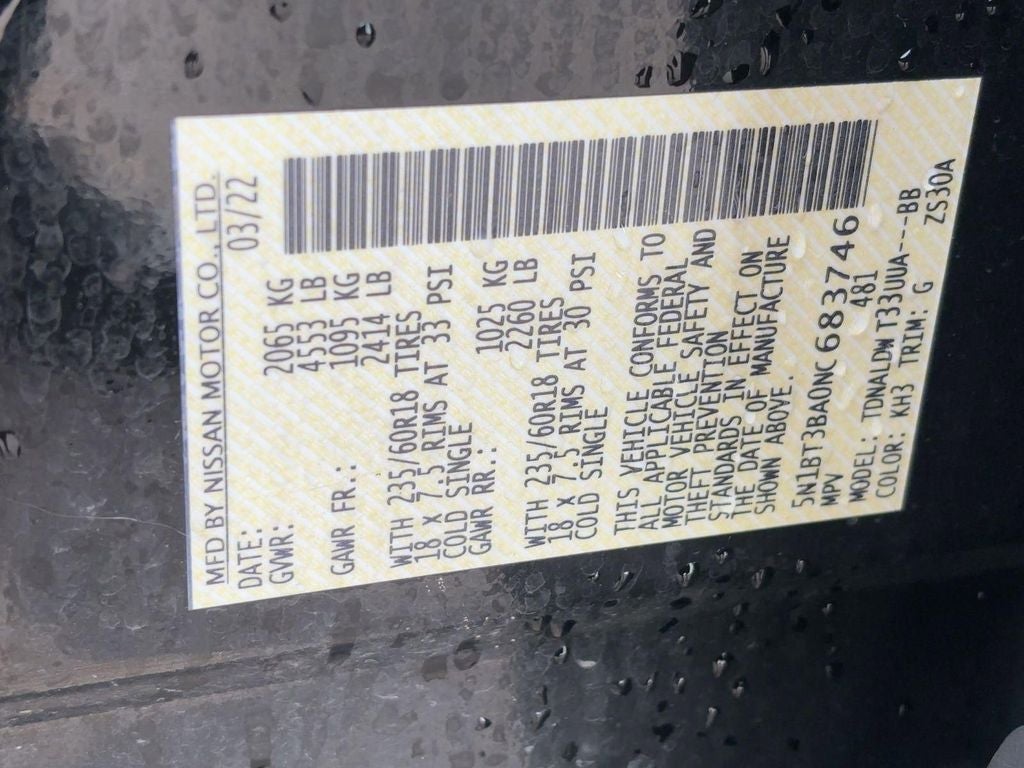 MFD BY NISSAN MOTOR CO., LTD.
DATE: 03/22
GVWR: 2065 KG
4553 LB
GAWR FR.: 1095 KG
2414 LB
WITH 235/60R18 TIRES
18 X 7.5 RIMS AT 33 PSI
COLD SINGLE
GAWR RR.: 1025 KG
2260 LB
WITH 235/60R18 TIRES
18 X 7.5 RIMS AT 30 PSI
COLD SINGLE
THIS VEHICLE CONFORMS TO
ALL APPLICABLE FEDERAL
MOTOR VEHICLE SAFETY AND
THEFT PREVENTION
STANDARDS IN EFFECT ON
THE DATE OF MANUFACTURE
SHOWN ABOVE.
5N1BT3BA0NC683746
MPV 481
MODEL: TDNALDW T33UUA---BB
COLOR: KH3 TRIM: G ZS30A